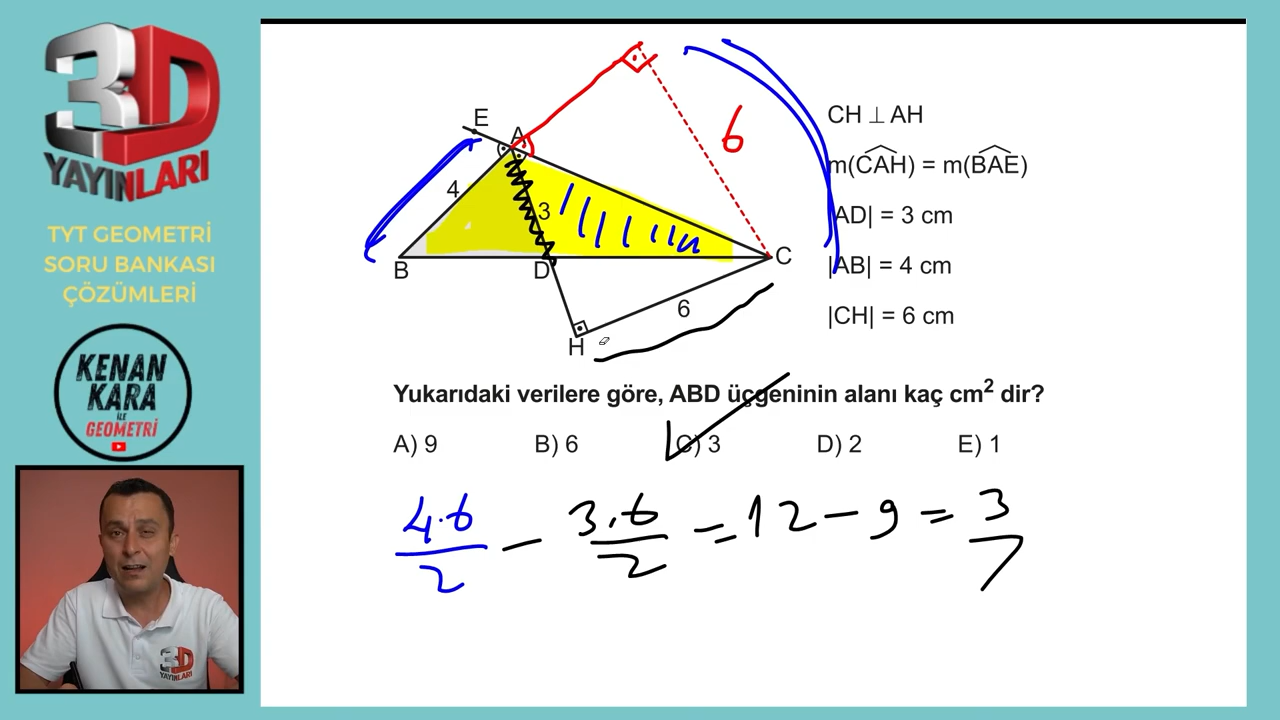 3D
YAYINLARI
TYT GEOMETRİ
SORU BANKASI
ÇÖZÜMLERİ
KENAN
KARA
İLE
GEOMETRİ
3D
YAYINLARI
E
A
6
4
3
B
D
C
6
H
CH ⊥ AH
m(CAH) = m(BAE)
|AD| = 3 cm
|AB| = 4 cm
|CH| = 6 cm
Yukarıdaki verilere göre, ABD üçgeninin alanı kaç cm² dir?
A) 9 B) 6 C) 3 D) 2 E) 1
4·6/2 − 3·6/2 = 12 − 9 = 3